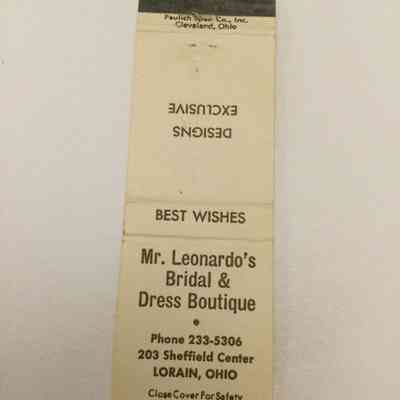 Paulich Spec. Co., Inc.
Cleveland, Ohio
DESIGNS
EXCLUSIVE
BEST WISHES
Mr. Leonardo's
Bridal &
Dress Boutique
Phone 233-5306
203 Sheffield Center
LORAIN, OHIO
Close Cover For Safety